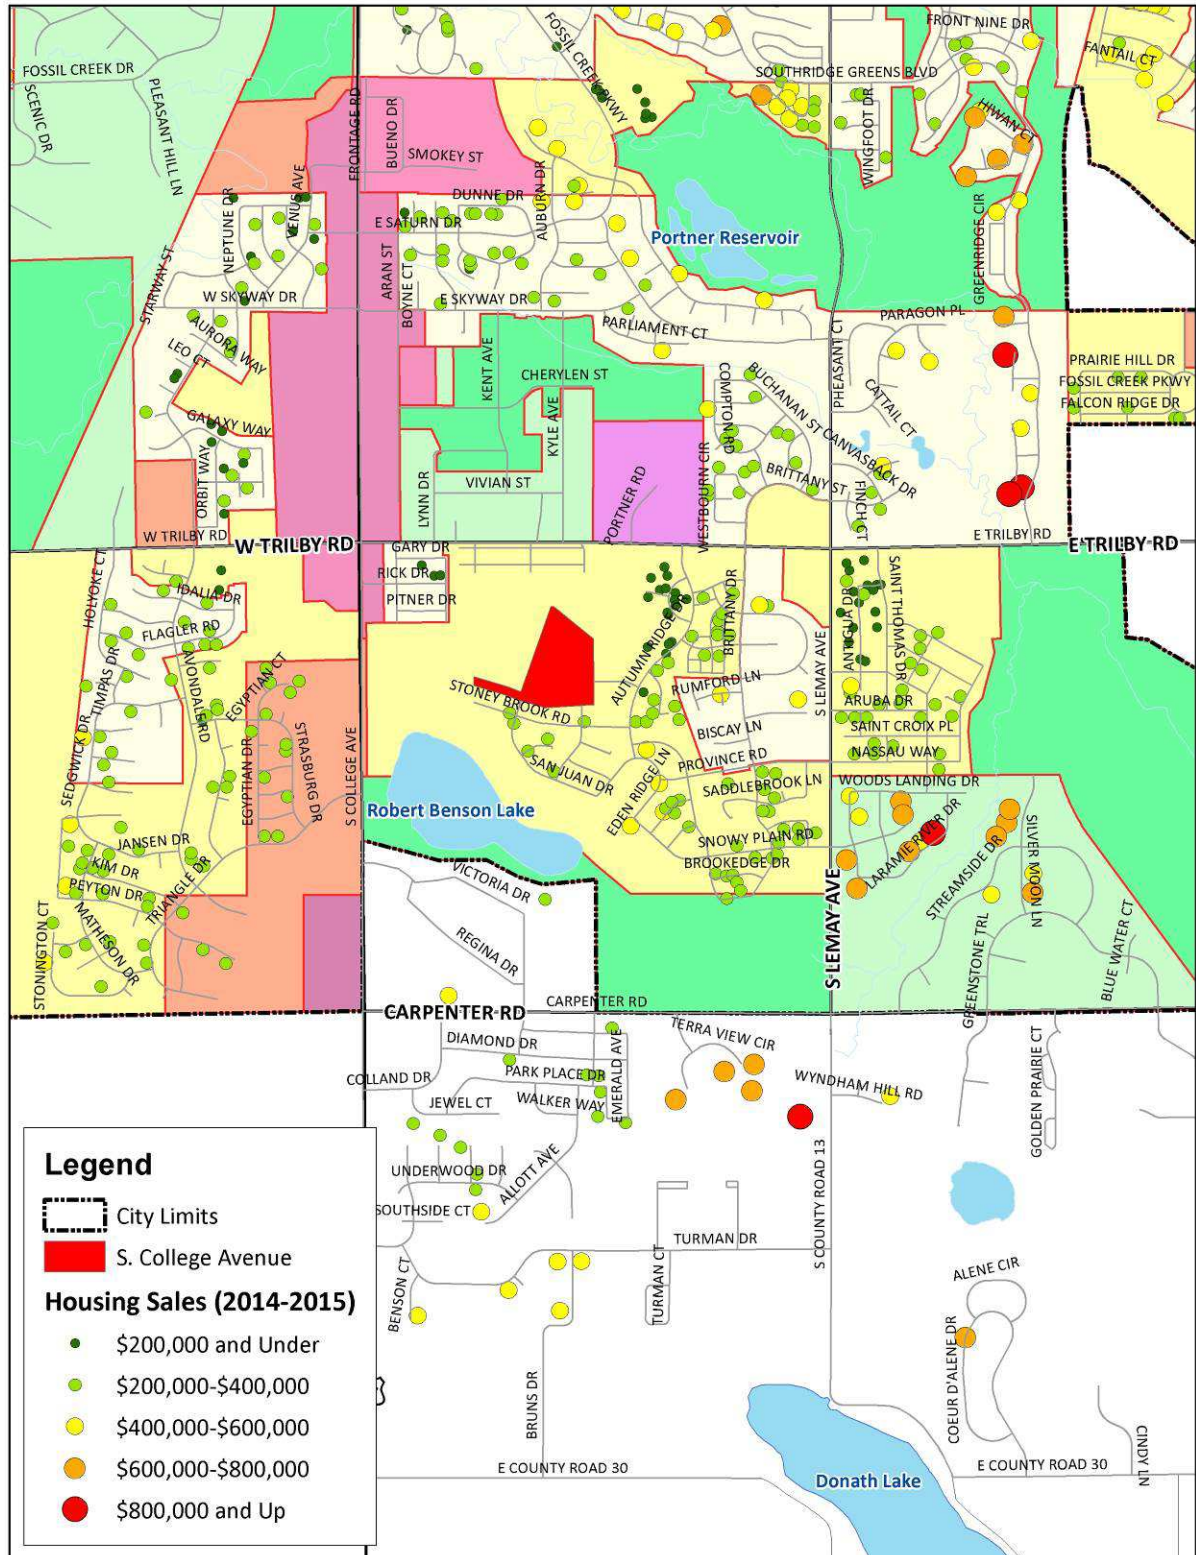 FRONT NINE DR
FOSSIL CREEK PKWY
FANTAIL CT
FOSSIL CREEK DR
SCENIC DR
PLEASANT HILL LN
SOUTHRIDGE GREENS BLVD
FRONTAGE RD
BUENO DR
WINGFOOT DR
HIWAN CT
SMOKEY ST
AUBURN DR
DUNNE DR
VENUS AVE
NEPTUNE DR
E SATURN DR
GREENRIDGE CIR
Portner Reservoir
STARWAY ST
ARAN ST
BOYNE CT
W SKYWAY DR
E SKYWAY DR
PARAGON PL
AURORA WAY
PARLIAMENT CT
PHEASANT CT
LEO CT
KENT AVE
CHERYLEN ST
COMPTON RD
BUCHANAN ST
CATTAIL CT
PRAIRIE HILL DR
FOSSIL CREEK PKWY
FALCON RIDGE DR
GALAXY WAY
KYLE AVE
CANVASBACK DR
ORBIT WAY
LYNN DR
VIVIAN ST
PORTNER RD
WESTBOURN CIR
BRITTANY ST
FINCH CT
W TRILBY RD
W TRILBY RD
E TRILBY RD
E TRILBY RD
GARY DR
RICK DR
PITNER DR
HOLYOKE CT
IDALIA DR
FLAGLER RD
AUTUMN RIDGE DR
BRITTANY DR
ANTIGUA DR
SAINT THOMAS DR
TIMPAS DR
AVONDALE RD
EGYPTIAN CT
S LEMAY AVE
RUMFORD LN
STONEY BROOK RD
ARUBA DR
SAINT CROIX PL
BISCAY LN
NASSAU WAY
SEDGWICK DR
EGYPTIAN DR
STRASBURG DR
S COLLEGE AVE
SAN JUAN DR
PROVINCE RD
EDEN RIDGE LN
SADDLEBROOK LN
WOODS LANDING DR
Robert Benson Lake
JANSEN DR
SNOWY PLAIN RD
LARAMIE RIVER DR
KIM DR
BROOKEDGE DR
PEYTON DR
TRIANGLE DR
VICTORIA DR
STREAMSIDE DR
SILVER MOON LN
STONINGTON CT
MATHESON DR
REGINA DR
S LEMAY AVE
GREENSTONE TRL
BLUE WATER CT
CARPENTER RD
CARPENTER RD
DIAMOND DR
TERRA VIEW CIR
COLLAND DR
PARK PLACE DR
EMERALD AVE
WYNDHAM HILL RD
GOLDEN PRAIRIE CT
JEWEL CT
WALKER WAY
ALLOTT AVE
S COUNTY ROAD 13
UNDERWOOD DR
SOUTHSIDE CT
TURMAN DR
BENSON CT
TURMAN CT
ALENE CIR
COEUR D'ALENE DR
BRUNS DR
E COUNTY ROAD 30
E COUNTY ROAD 30
CINDY LN
Donath Lake
Legend
City Limits
S. College Avenue
Housing Sales (2014-2015)
$200,000 and Under
$200,000-$400,000
$400,000-$600,000
$600,000-$800,000
$800,000 and Up